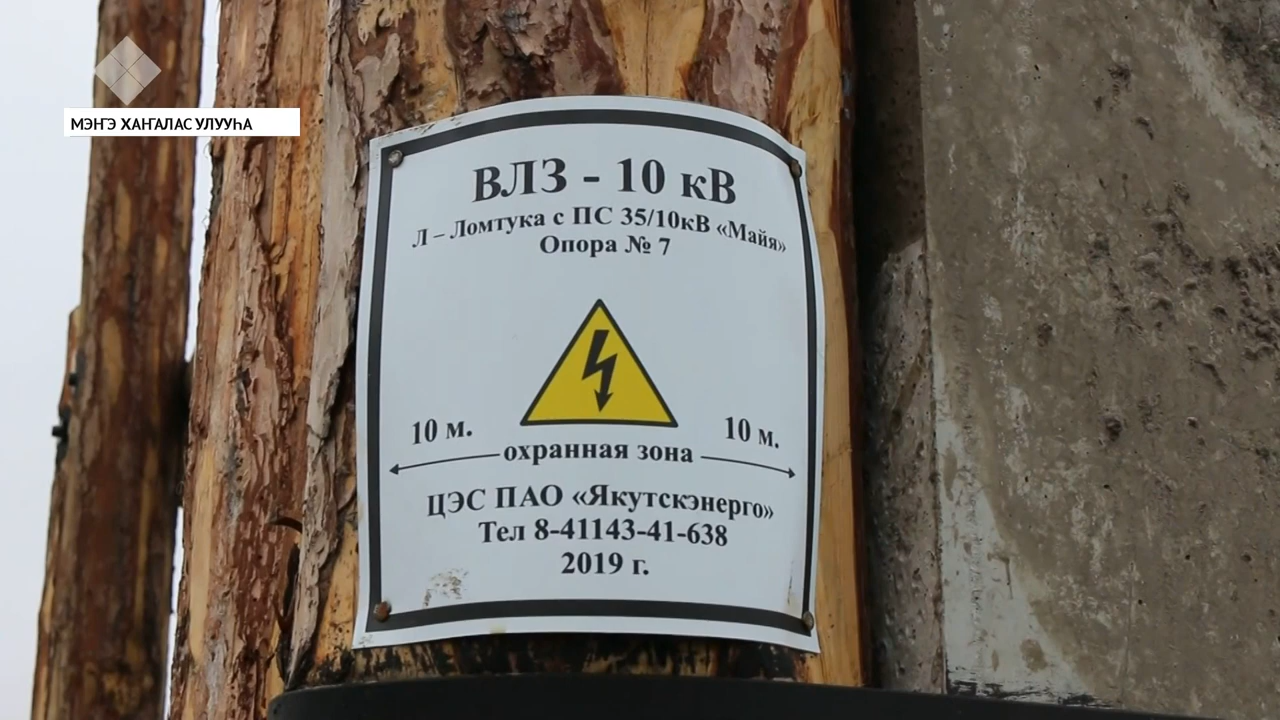 МЭҤЭ ХАҤАЛАС УЛУУҺА
ВЛЗ - 10 кВ
Л – Ломтука с ПС 35/10кВ «Майя»
Опора № 7
10 м.
10 м.
охранная зона
ЦЭС ПАО «Якутскэнерго»
Тел 8-41143-41-638
2019 г.